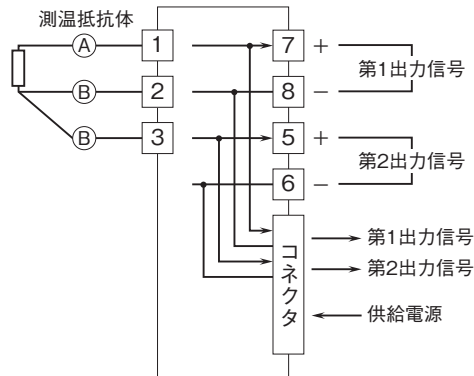 測温抵抗体
A 1 7 +
第1出力信号
B 2 8 −
B 3 5 +
第2出力信号
6 −
コネクタ
第1出力信号
第2出力信号
供給電源